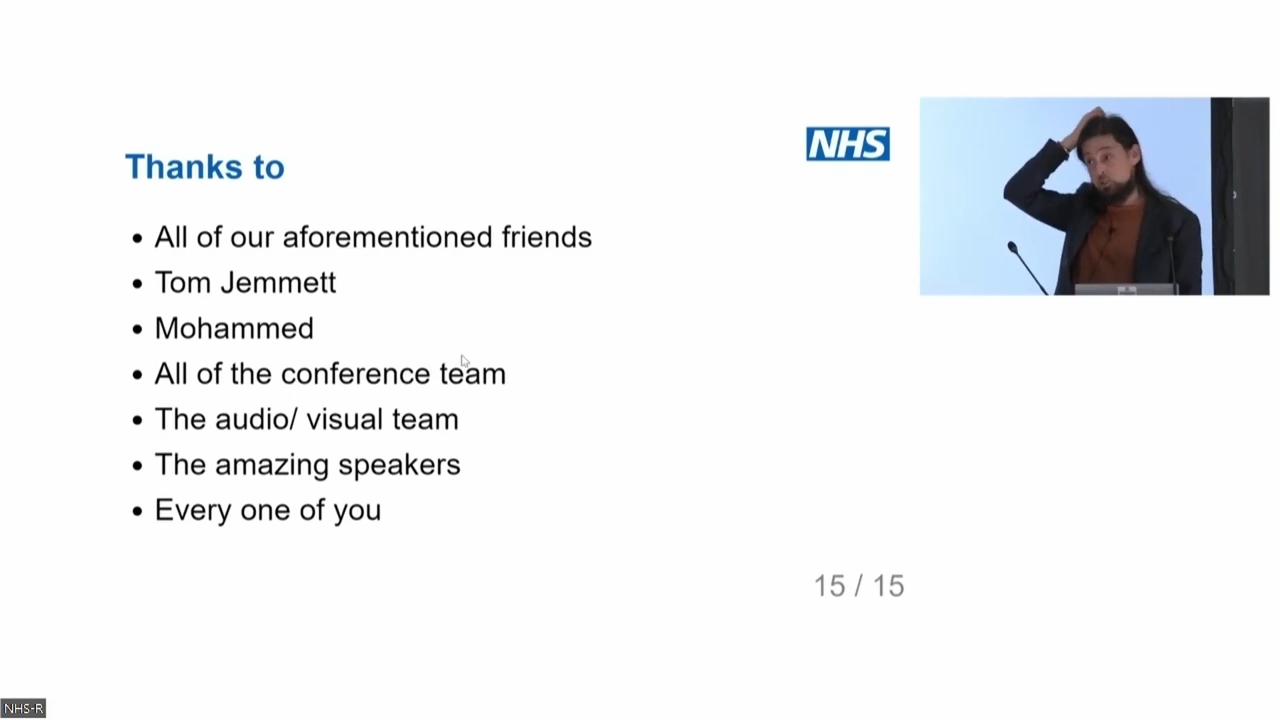 NHS
Thanks to
All of our aforementioned friends
Tom Jemmett
Mohammed
All of the conference team
The audio/ visual team
The amazing speakers
Every one of you
15 / 15
NHS-R